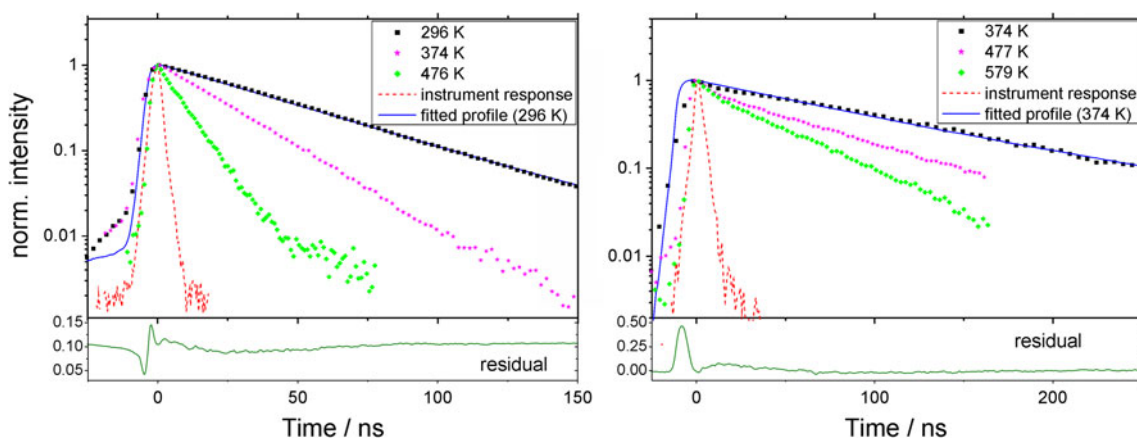 296 K
374 K
476 K
instrument response
fitted profile (296 K)
1
0.1
0.01
norm. intensity
0.15
0.10
0.05
residual
0
50
100
150
Time / ns
374 K
477 K
579 K
instrument response
fitted profile (374 K)
1
0.1
0.01
0.50
0.25
0.00
residual
0
100
200
Time / ns